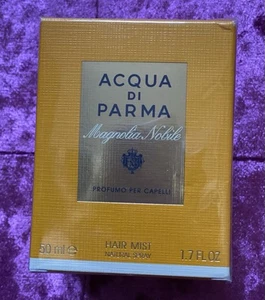 ACQUA
DI
PARMA
Magnolia Nobile
PROFUMO PER CAPELLI
HAIR MIST
NATURAL SPRAY
50 ml e 1.7 FL.OZ